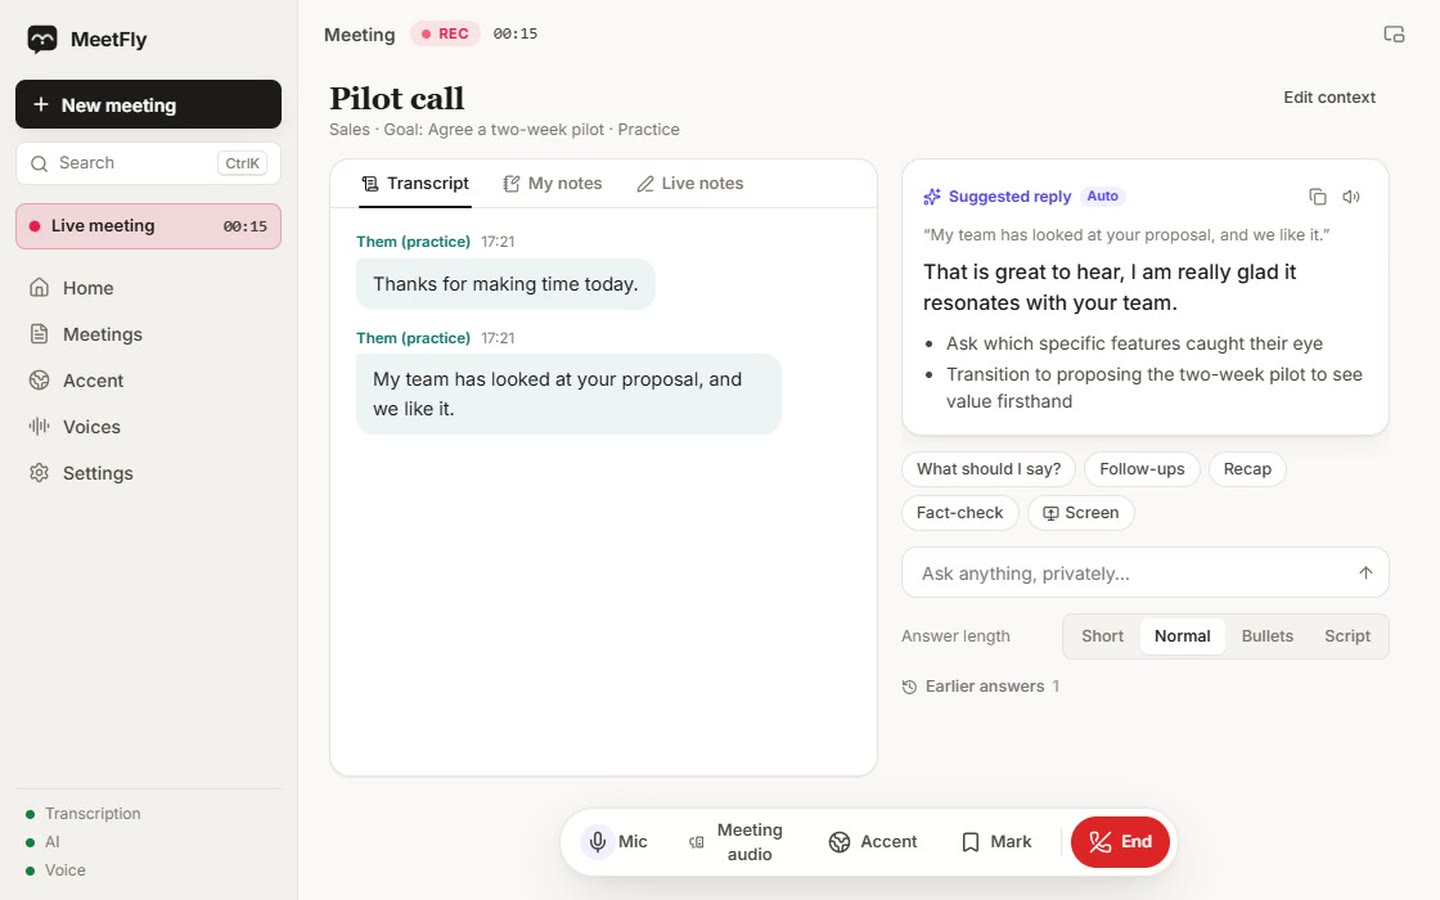 MeetFly
New meeting
Search
CtrlK
Live meeting
00:15
Home
Meetings
Accent
Voices
Settings
Transcription
AI
Voice
Meeting
REC
00:15
Pilot call
Sales · Goal: Agree a two-week pilot · Practice
Edit context
Transcript
My notes
Live notes
Them (practice) 17:21
Thanks for making time today.
Them (practice) 17:21
My team has looked at your proposal, and
we like it.
Suggested reply
Auto
“My team has looked at your proposal, and we like it.”
That is great to hear, I am really glad it
resonates with your team.
• Ask which specific features caught their eye
• Transition to proposing the two-week pilot to see
value firsthand
What should I say?
Follow-ups
Recap
Fact-check
Screen
Ask anything, privately...
Answer length
Short
Normal
Bullets
Script
Earlier answers 1
Mic
Meeting
audio
Accent
Mark
End